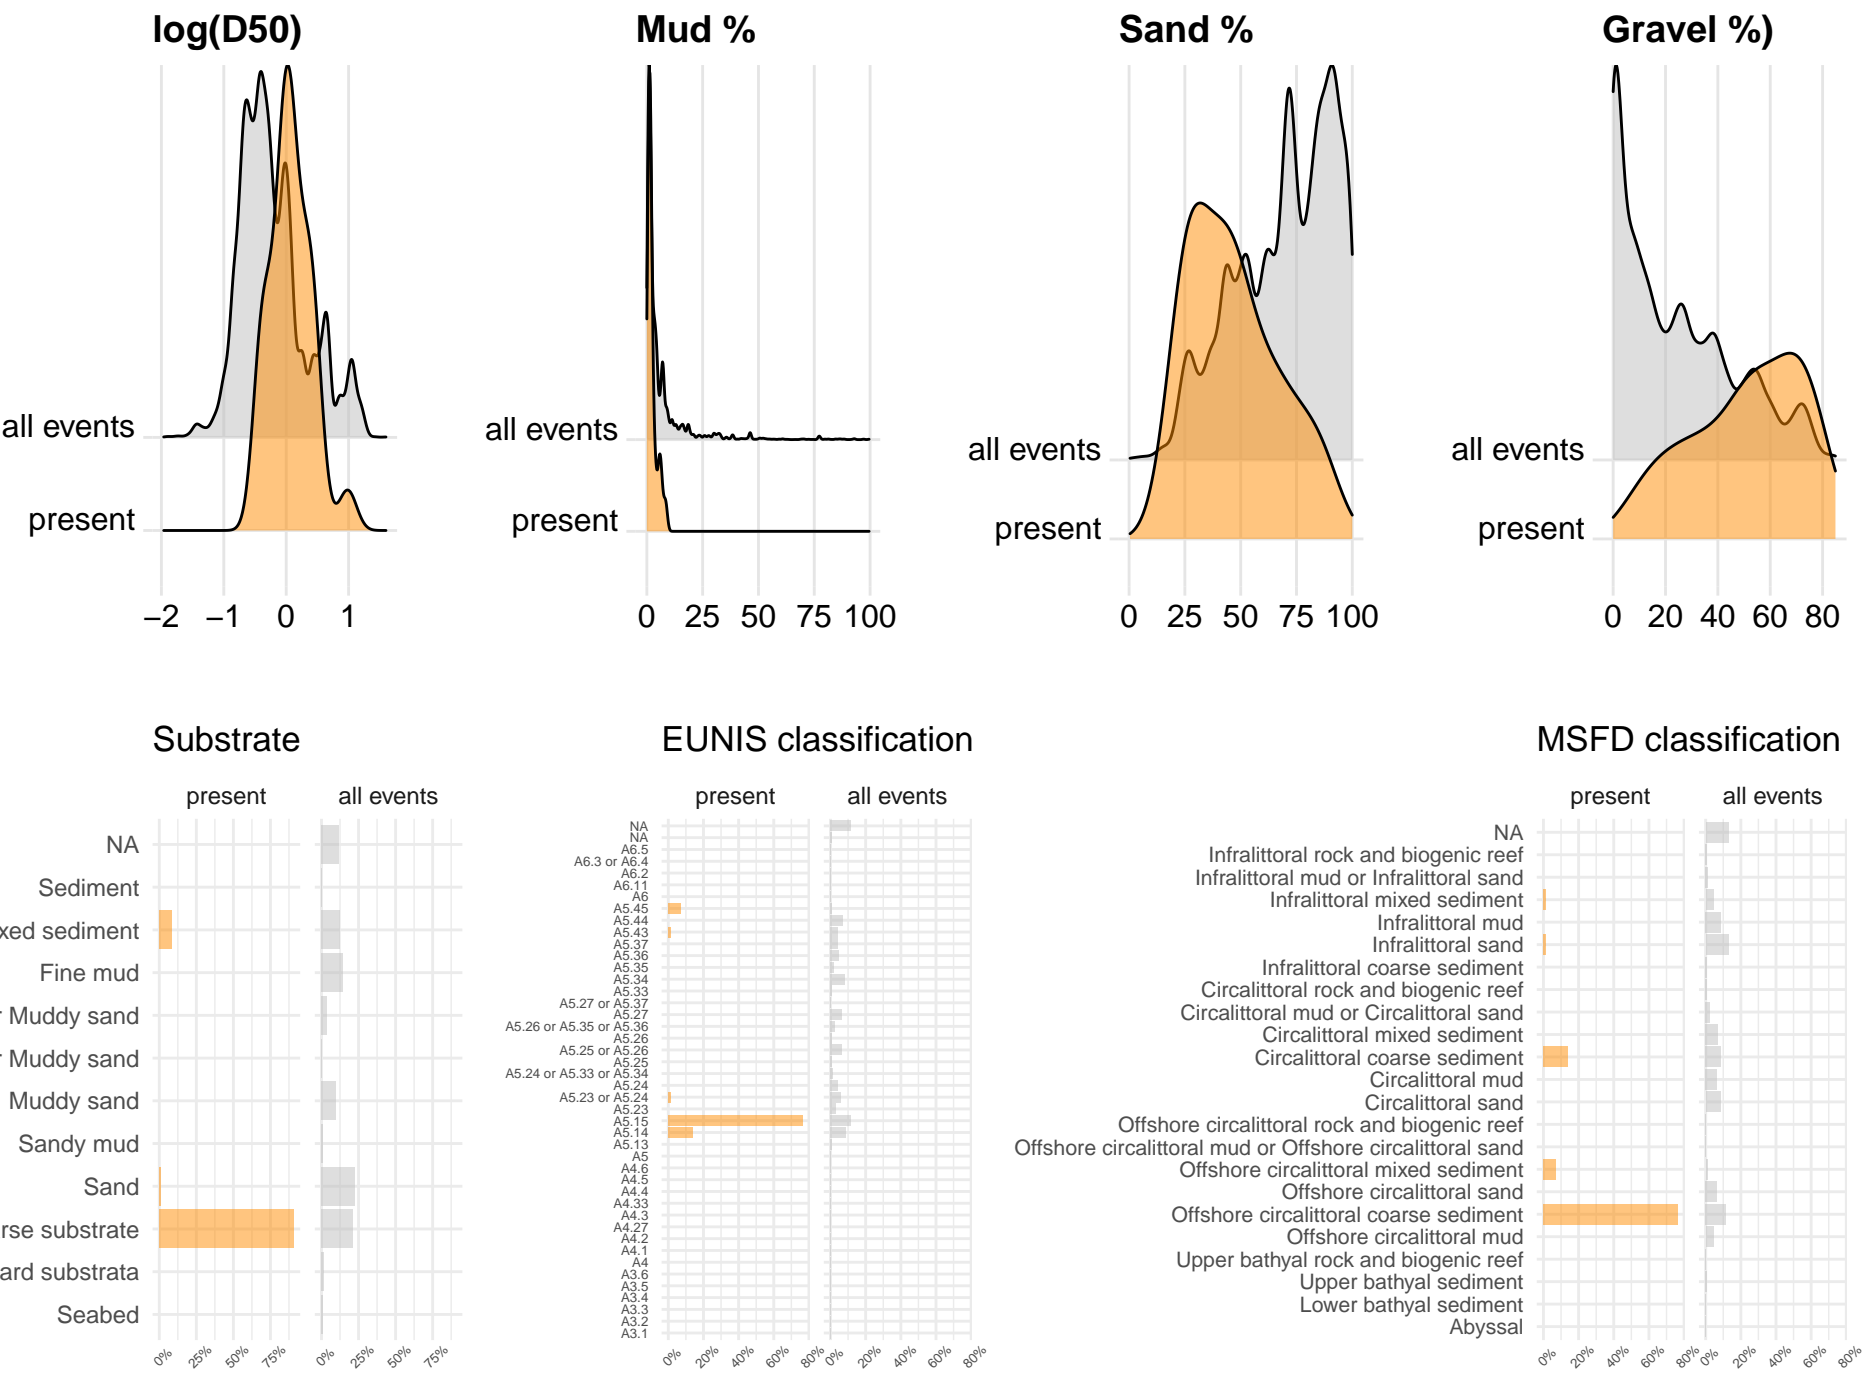 log(D50)
Mud %
Sand %
Gravel %)
all events
present
−2 −1 0 1
all events
present
0 25 50 75 100
all events
present
0 25 50 75 100
all events
present
0 20 40 60 80
Substrate
present all events
NA
Sediment
xed sediment
Fine mud
r Muddy sand
r Muddy sand
Muddy sand
Sandy mud
Sand
rse substrate
ard substrata
Seabed
0% 25% 50% 75% 0% 25% 50% 75%
EUNIS classification
present all events
NA
NA
A6.5
A6.3 or A6.4
A6.2
A6.11
A6
A5.45
A5.44
A5.43
A5.37
A5.36
A5.35
A5.34
A5.33
A5.27 or A5.37
A5.27
A5.26 or A5.35 or A5.36
A5.26
A5.25 or A5.26
A5.25
A5.24 or A5.33 or A5.34
A5.24
A5.23 or A5.24
A5.23
A5.15
A5.14
A5.13
A5
A4.6
A4.5
A4.4
A4.33
A4.3
A4.27
A4.2
A4.1
A4
A3.6
A3.5
A3.4
A3.3
A3.2
A3.1
0% 20% 40% 60% 80% 0% 20% 40% 60% 80%
MSFD classification
present all events
NA
Infralittoral rock and biogenic reef
Infralittoral mud or Infralittoral sand
Infralittoral mixed sediment
Infralittoral mud
Infralittoral sand
Infralittoral coarse sediment
Circalittoral rock and biogenic reef
Circalittoral mud or Circalittoral sand
Circalittoral mixed sediment
Circalittoral coarse sediment
Circalittoral mud
Circalittoral sand
Offshore circalittoral rock and biogenic reef
Offshore circalittoral mud or Offshore circalittoral sand
Offshore circalittoral mixed sediment
Offshore circalittoral sand
Offshore circalittoral coarse sediment
Offshore circalittoral mud
Upper bathyal rock and biogenic reef
Upper bathyal sediment
Lower bathyal sediment
Abyssal
0% 20% 40% 60% 80% 0% 20% 40% 60% 80%